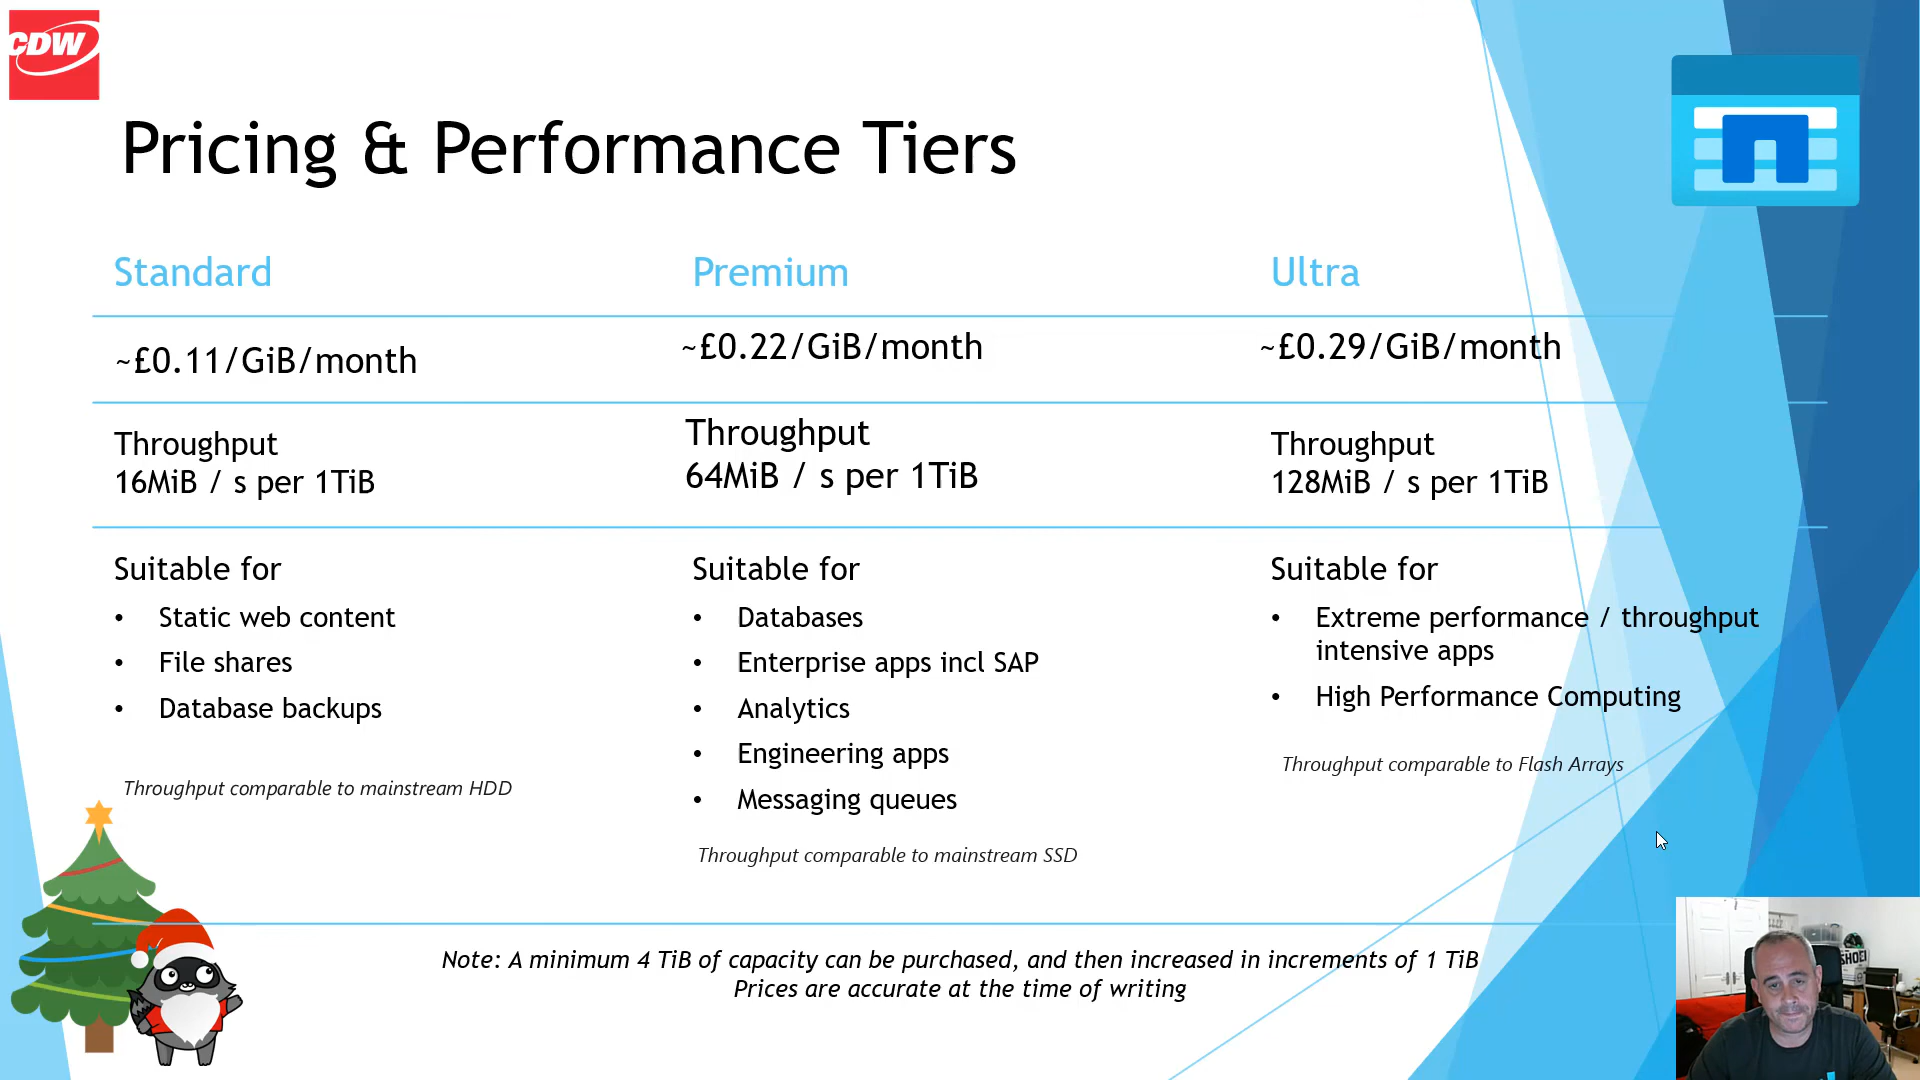 CDW
Pricing & Performance Tiers
Standard
Premium
Ultra
~£0.11/GiB/month
~£0.22/GiB/month
~£0.29/GiB/month
Throughput
16MiB / s per 1TiB
Throughput
64MiB / s per 1TiB
Throughput
128MiB / s per 1TiB
Suitable for
• Static web content
• File shares
• Database backups
Throughput comparable to mainstream HDD
Suitable for
• Databases
• Enterprise apps incl SAP
• Analytics
• Engineering apps
• Messaging queues
Throughput comparable to mainstream SSD
Suitable for
• Extreme performance / throughput
intensive apps
• High Performance Computing
Throughput comparable to Flash Arrays
Note: A minimum 4 TiB of capacity can be purchased, and then increased in increments of 1 TiB
Prices are accurate at the time of writing
SHOEI